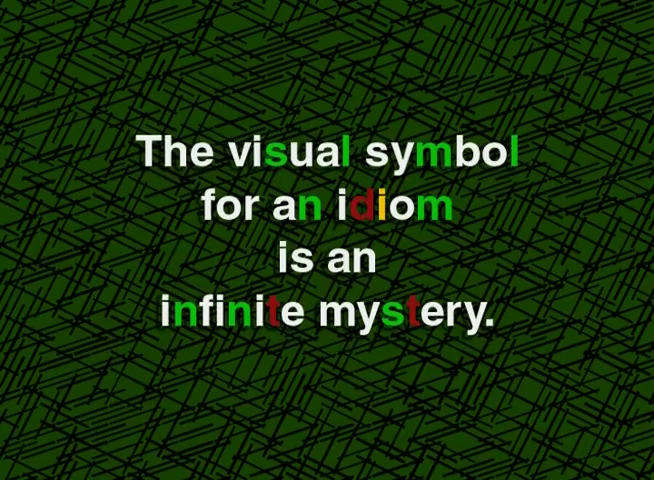 The visual symbol
for an idiom
is an
infinite mystery.